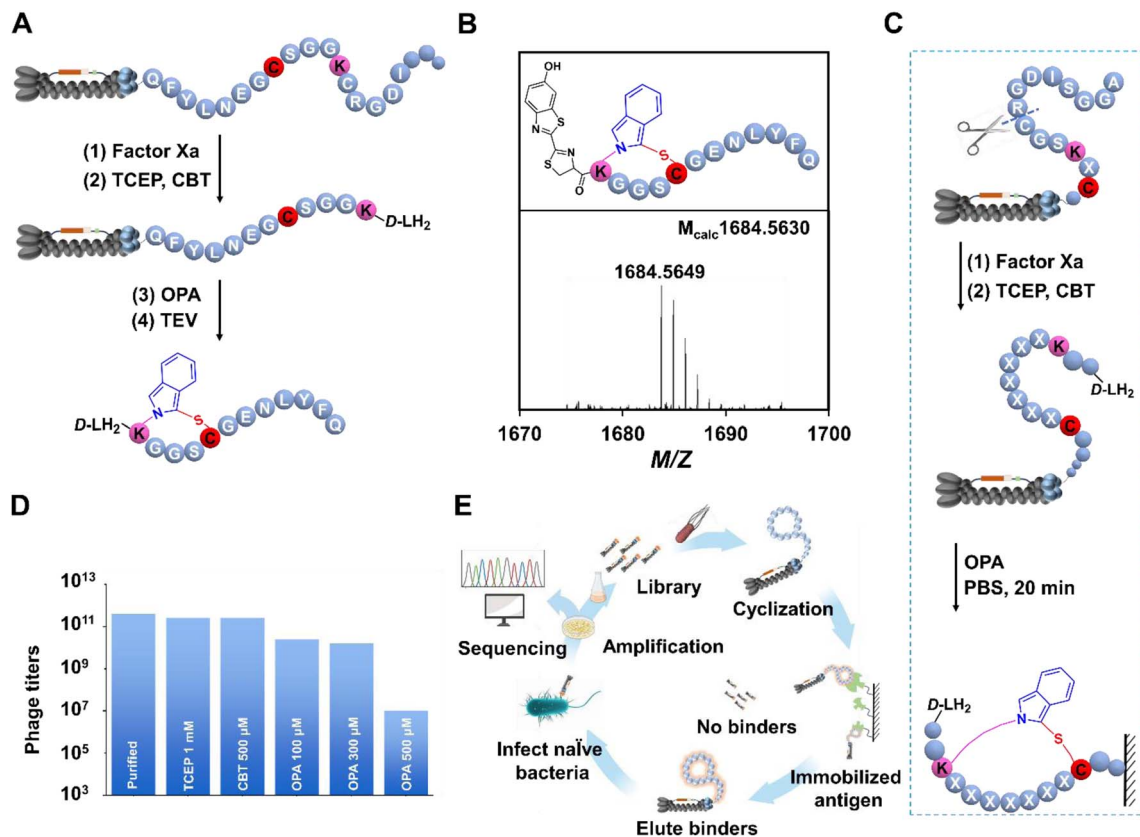 A
Q F Y L N E G C S G G K C R G D I
(1) Factor Xa
(2) TCEP, CBT
Q F Y L N E G C S G G K
D-LH2
(3) OPA
(4) TEV
N
S
D-LH2
K G G S C G E N L Y F Q
B
OH
S
N
N
S
O
N
S
K G G S C G E N L Y F Q
Mcalc1684.5630
1684.5649
1670 1680 1690 1700
M/Z
C
A G G S I D G R C G S K X C
(1) Factor Xa
(2) TCEP, CBT
K X X X X X X X C
D-LH2
OPA
PBS, 20 min
D-LH2
N
S
K X X X X X X X C
D
Phage titers
10^13
10^11
10^9
10^7
10^5
10^3
Purified
TCEP 1 mM
CBT 500 µM
OPA 100 µM
OPA 300 µM
OPA 500 µM
E
Library
Cyclization
Sequencing
Amplification
No binders
Infect naÏve
bacteria
Immobilized
antigen
Elute binders